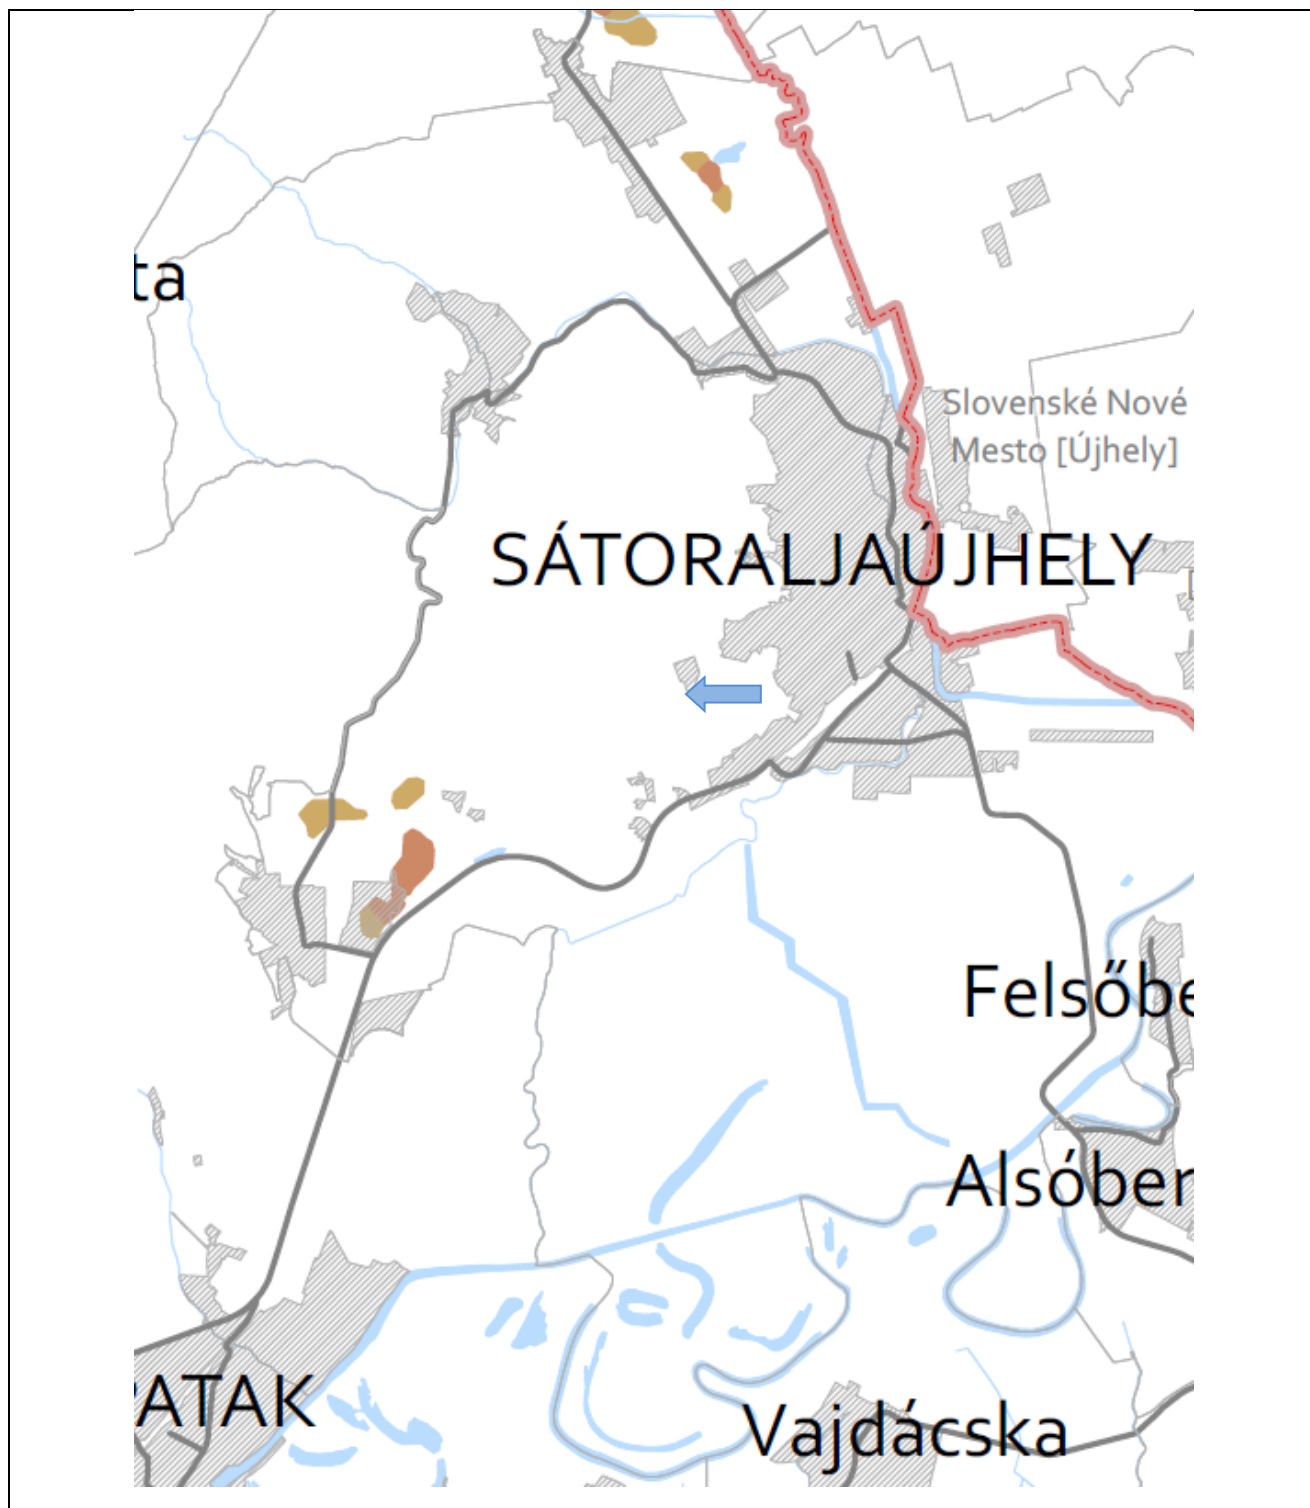 ta
Slovenské Nové
Mesto [Újhely]
SÁTORALJAÚJHELY
[
Felsőbe
Alsóber
ATAK
Vajdácska